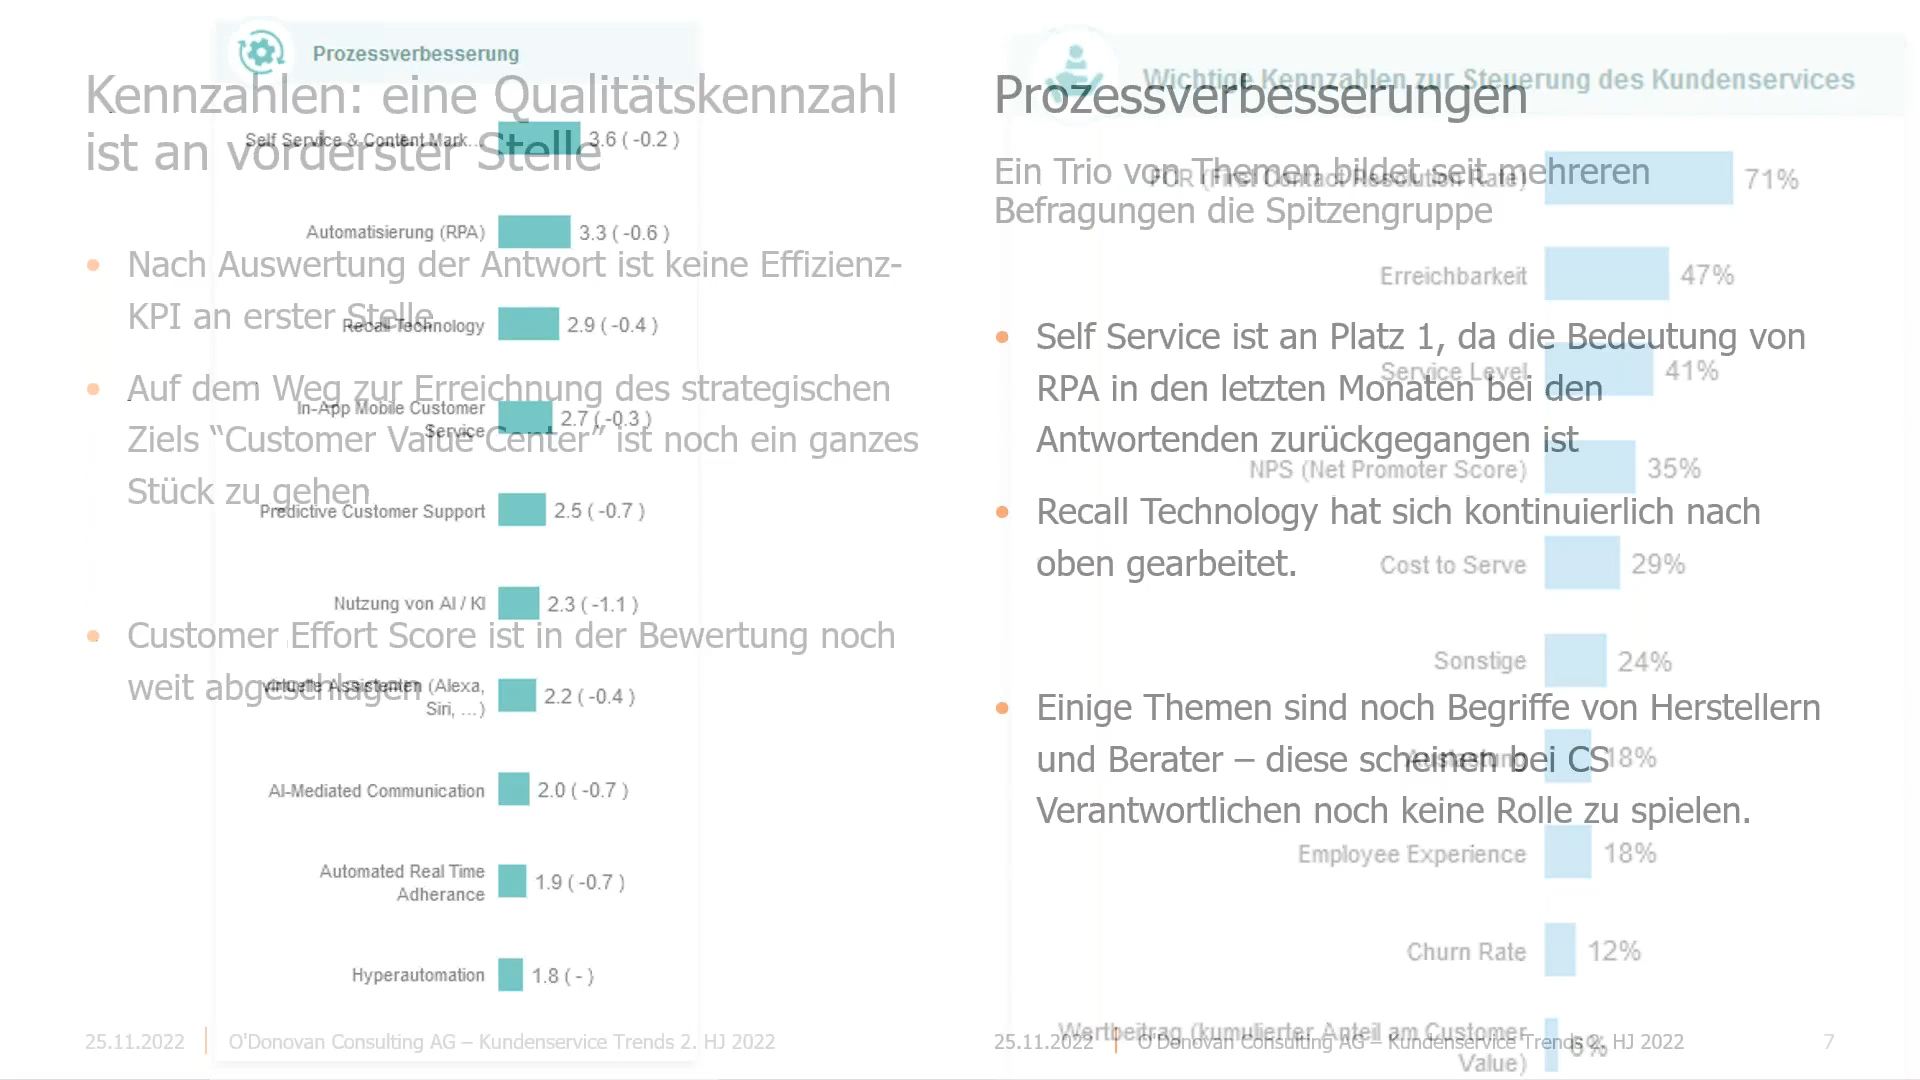 Prozessverbesserung
Kennzahlen: eine Qualitätskennzahl
ist an vorderster Stelle
Self Service & Content Mark...
3.6 ( -0.2 )
Automatisierung (RPA)
3.3 ( -0.6 )
Nach Auswertung der Antwort ist keine Effizienz-
KPI an erster Stelle
Recall Technology
2.9 ( -0.4 )
Auf dem Weg zur Erreichnung des strategischen
Ziels “Customer Value Center” ist noch ein ganzes
Stück zu gehen
In-App Mobile Customer
Service
2.7 ( -0.3 )
Predictive Customer Support
2.5 ( -0.7 )
Nutzung von AI / KI
2.3 ( -1.1 )
Customer Effort Score ist in der Bewertung noch
weit abgeschlagen
virtuelle Assistenten (Alexa,
Siri, ...)
2.2 ( -0.4 )
AI-Mediated Communication
2.0 ( -0.7 )
Automated Real Time
Adherance
1.9 ( -0.7 )
Hyperautomation
1.8 ( - )
25.11.2022
O'Donovan Consulting AG – Kundenservice Trends 2. HJ 2022
Wichtige Kennzahlen zur Steuerung des Kundenservices
Prozessverbesserungen
Ein Trio von Themen bildet seit mehreren
Befragungen die Spitzengruppe
FCR (First Contact Resolution Rate)
71%
Erreichbarkeit
47%
Self Service ist an Platz 1, da die Bedeutung von
RPA in den letzten Monaten bei den
Antwortenden zurückgegangen ist
Service Level
41%
NPS (Net Promoter Score)
35%
Recall Technology hat sich kontinuierlich nach
oben gearbeitet.
Cost to Serve
29%
Sonstige
24%
Einige Themen sind noch Begriffe von Herstellern
und Berater – diese scheinen bei CS
Verantwortlichen noch keine Rolle zu spielen.
Auslastung
18%
Employee Experience
18%
Churn Rate
12%
Wertbeitrag (kumulierter Anteil am Customer
Value)
6%
25.11.2022
O'Donovan Consulting AG – Kundenservice Trends 2. HJ 2022
7